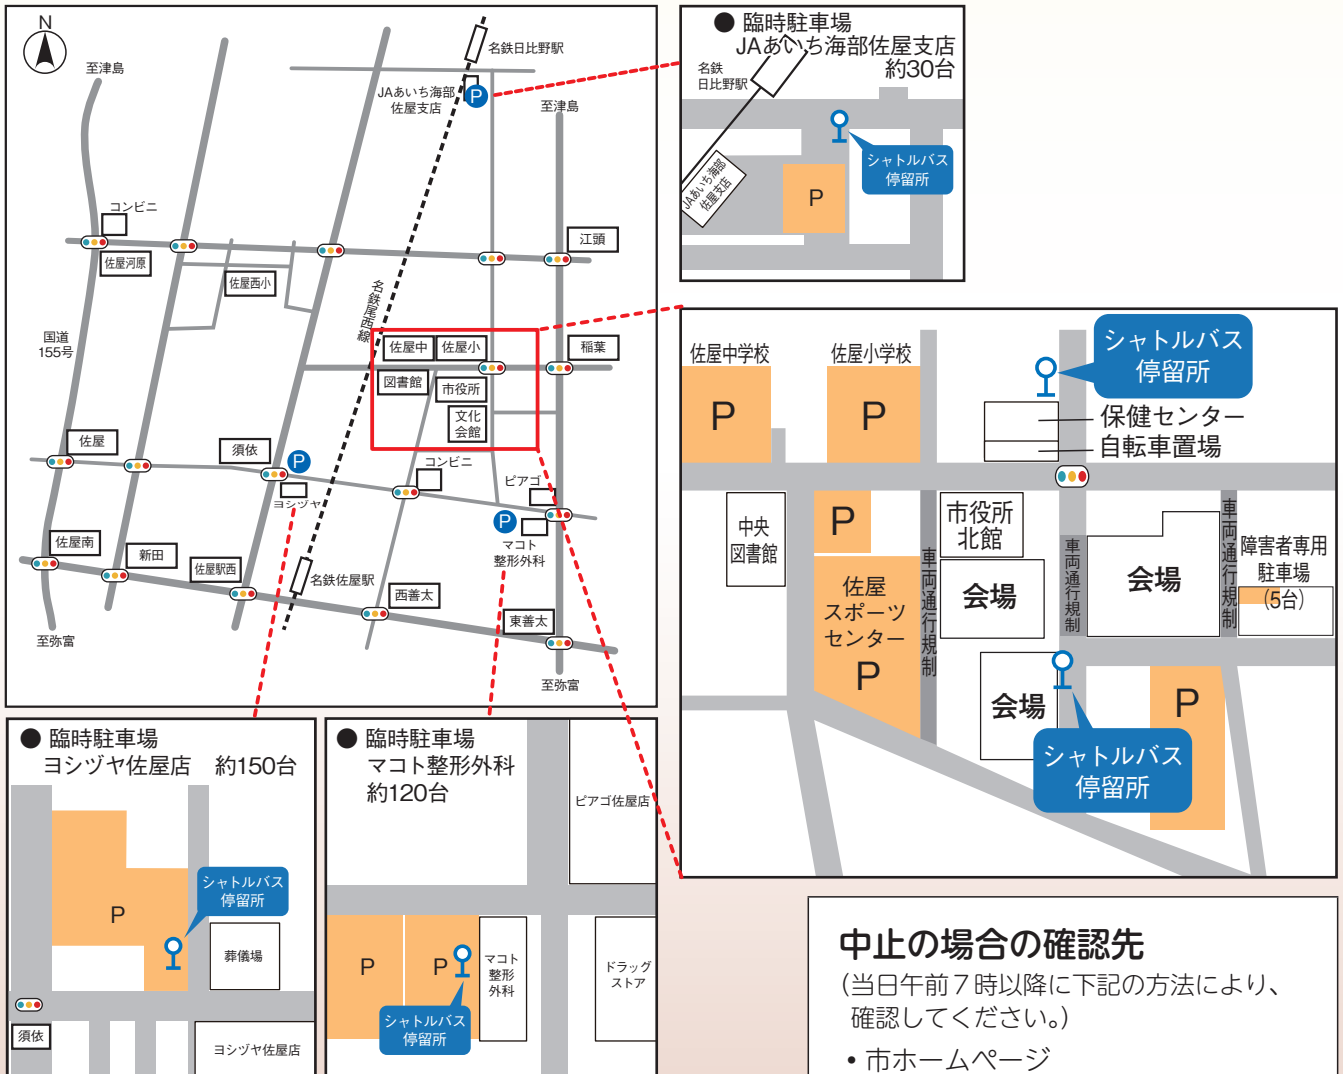 N
至津島
名鉄日比野駅
JAあいち海部
佐屋支店
P
至津島
コンビニ
佐屋河原
佐屋西小
江頭
名鉄尾西線
国道
155号
佐屋中
佐屋小
稲葉
図書館
市役所
文化
会館
佐屋
須依
P
ヨシヅヤ
コンビニ
ピアゴ
P
マコト
整形外科
佐屋南
新田
佐屋駅西
名鉄佐屋駅
西善太
東善太
至弥富
至弥富
● 臨時駐車場
JAあいち海部佐屋支店
約30台
名鉄
日比野駅
シャトルバス
停留所
JAあいち海部
佐屋支店
P
佐屋中学校
佐屋小学校
シャトルバス
停留所
P
P
保健センター
自転車置場
中央
図書館
P
市役所
北館
車両通行規制
車両通行規制
車両通行規制
障害者専用
駐車場
(5台)
佐屋
スポーツ
センター
P
会場
会場
会場
P
シャトルバス
停留所
● 臨時駐車場
ヨシヅヤ佐屋店 約150台
シャトルバス
停留所
P
葬儀場
須依
ヨシヅヤ佐屋店
● 臨時駐車場
マコト整形外科
約120台
ピアゴ佐屋店
P
P
マコト
整形
外科
ドラッグ
ストア
シャトルバス
停留所
中止の場合の確認先
(当日午前7時以降に下記の方法により、
確認してください。)
• 市ホームページ